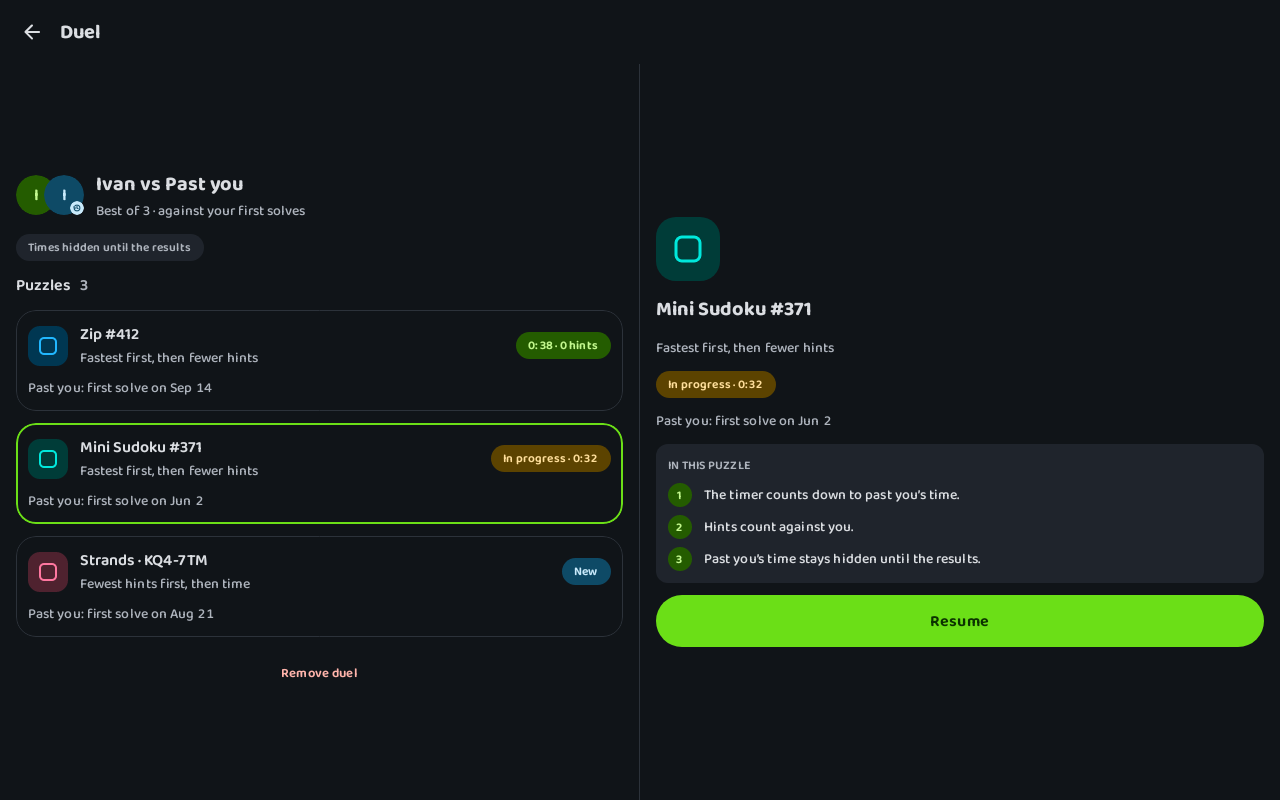 Duel
I
I
Ivan vs Past you
Best of 3 · against your first solves
Times hidden until the results
Puzzles 3
Zip #412
Fastest first, then fewer hints
0:38 · 0 hints
Past you: first solve on Sep 14
Mini Sudoku #371
Fastest first, then fewer hints
In progress · 0:32
Past you: first solve on Jun 2
Strands · KQ4-7TM
Fewest hints first, then time
New
Past you: first solve on Aug 21
Remove duel
Mini Sudoku #371
Fastest first, then fewer hints
In progress · 0:32
Past you: first solve on Jun 2
IN THIS PUZZLE
1 The timer counts down to past you's time.
2 Hints count against you.
3 Past you's time stays hidden until the results.
Resume